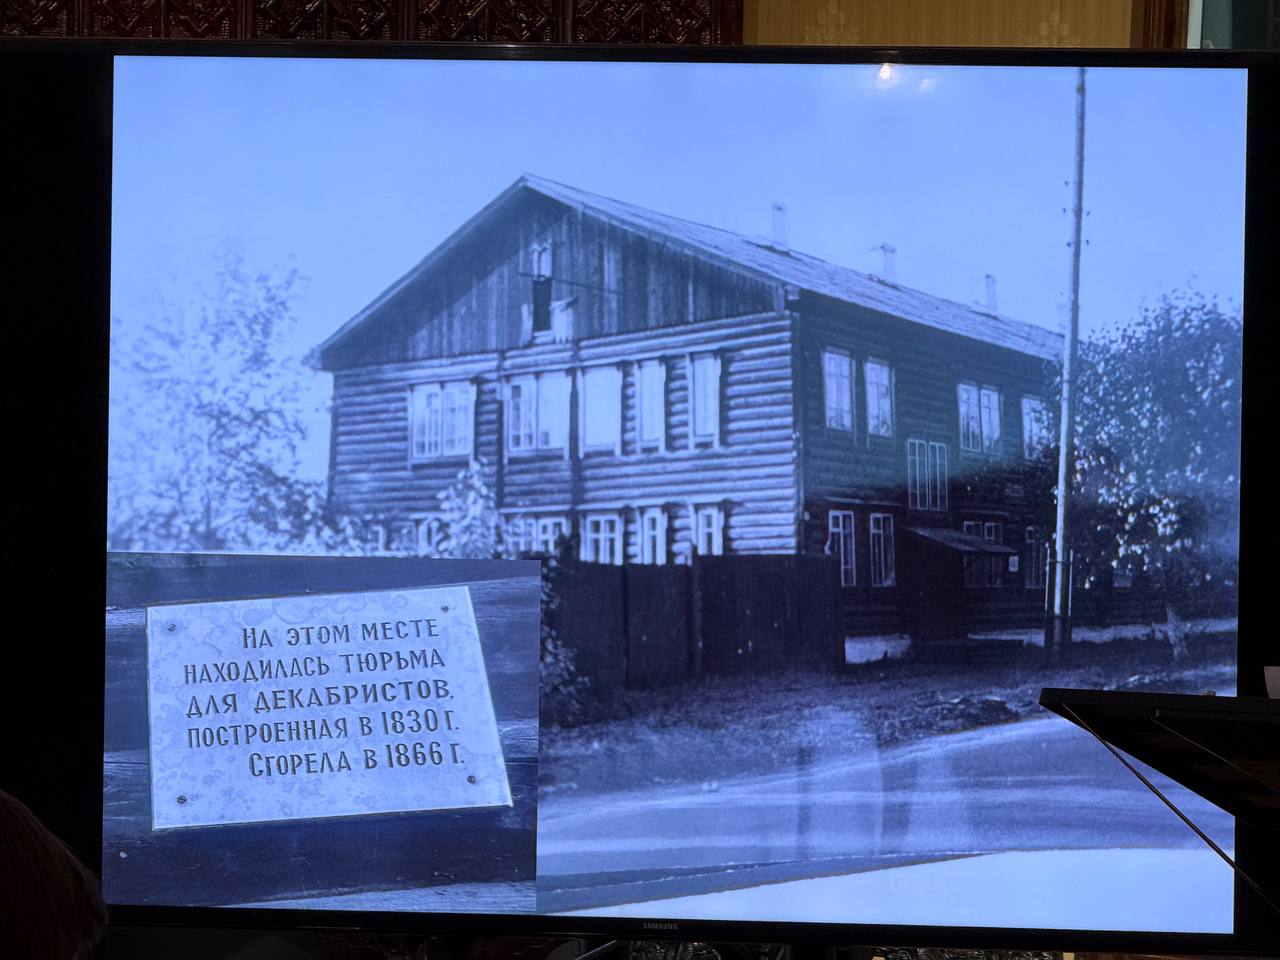 На этом месте
находилась тюрьма
для декабристов,
построенная в 1830 г.
Сгорела в 1866 г.
SAMSUNG